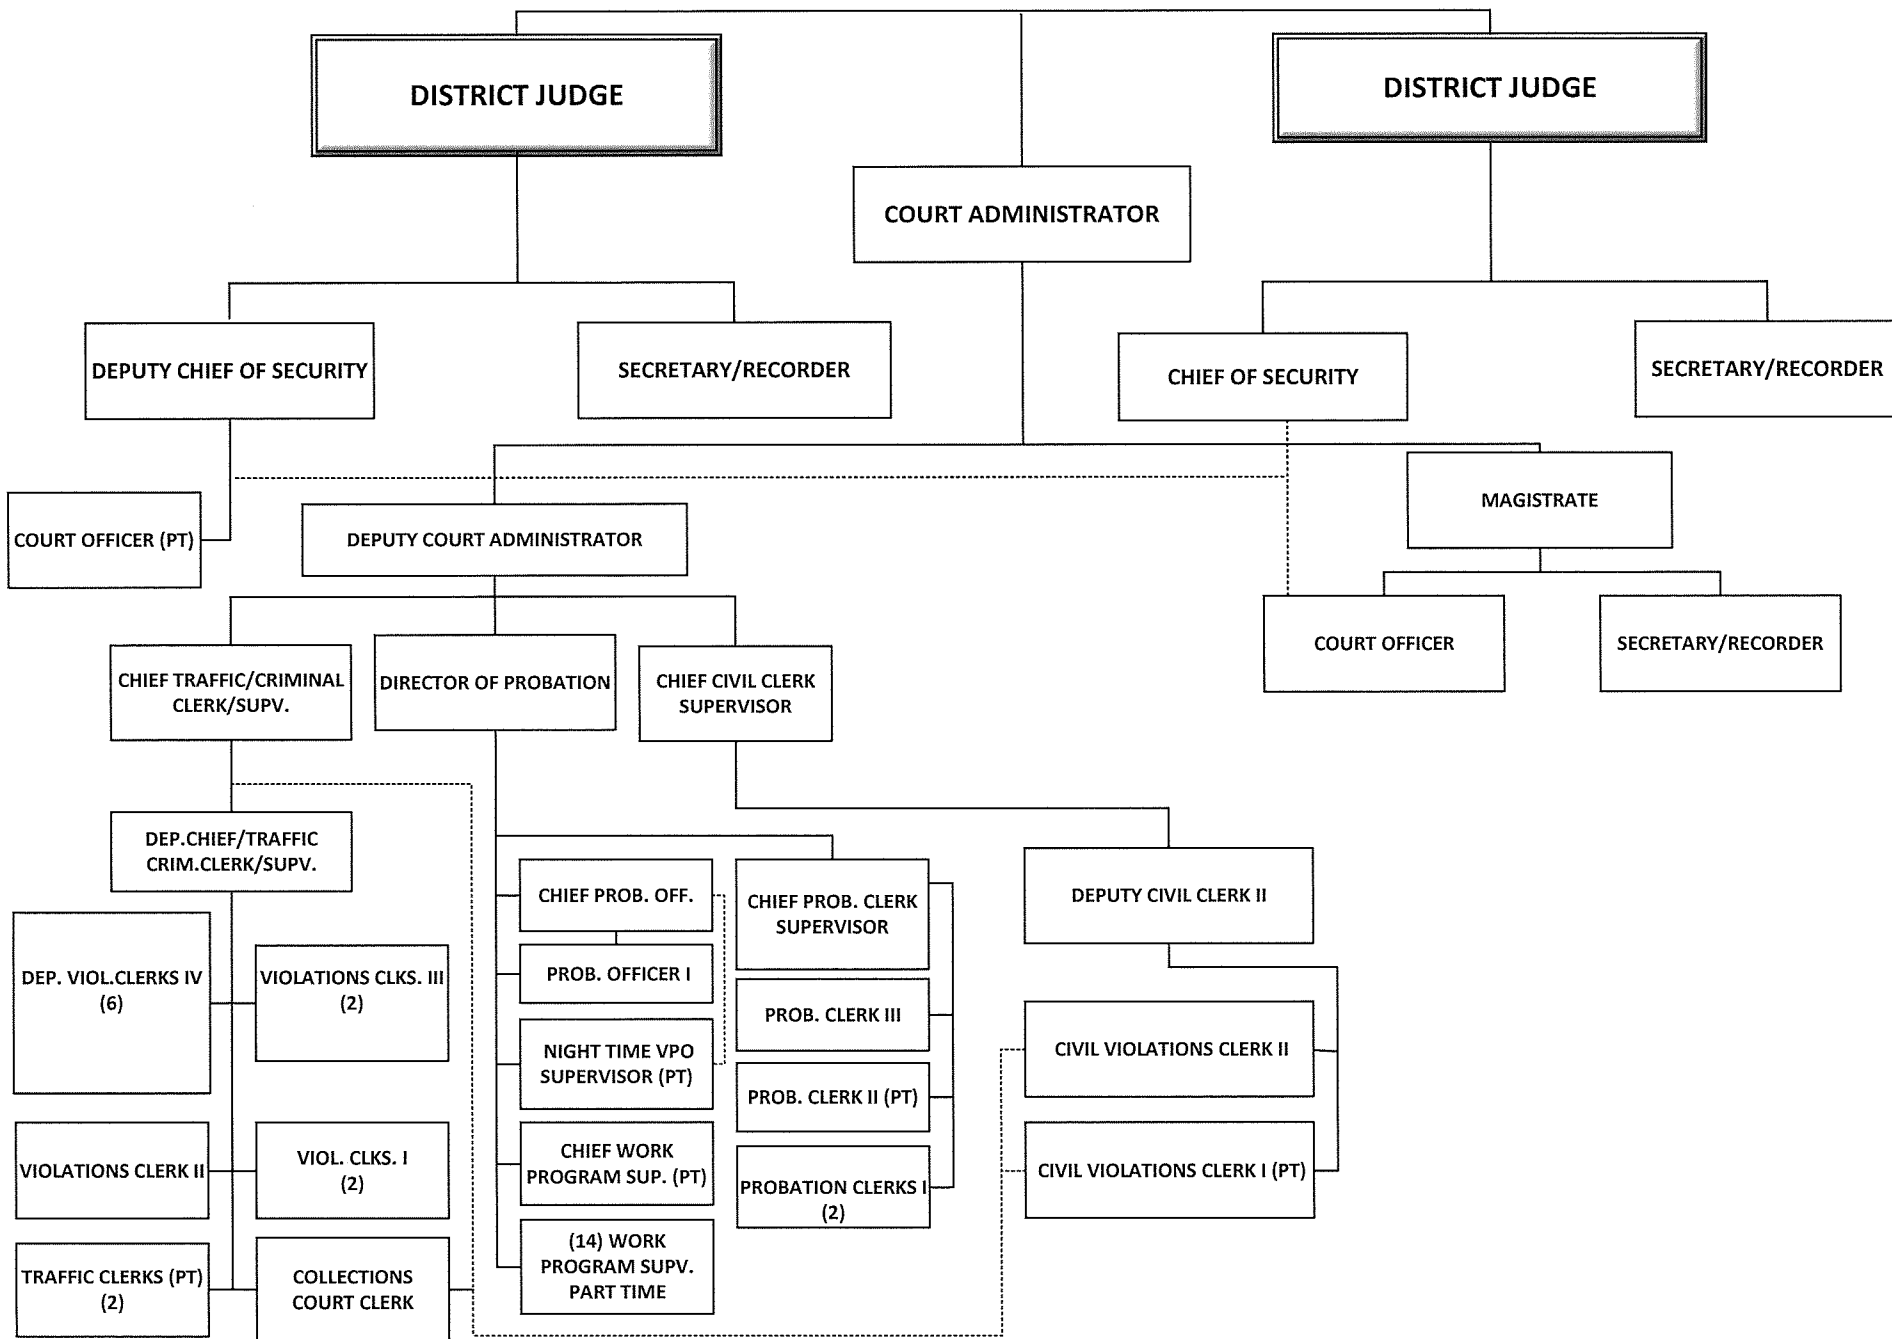 DISTRICT JUDGE
DISTRICT JUDGE
COURT ADMINISTRATOR
DEPUTY CHIEF OF SECURITY
SECRETARY/RECORDER
CHIEF OF SECURITY
SECRETARY/RECORDER
COURT OFFICER (PT)
DEPUTY COURT ADMINISTRATOR
MAGISTRATE
COURT OFFICER
SECRETARY/RECORDER
CHIEF TRAFFIC/CRIMINAL
CLERK/SUPV.
DIRECTOR OF PROBATION
CHIEF CIVIL CLERK
SUPERVISOR
DEP.CHIEF/TRAFFIC
CRIM.CLERK/SUPV.
DEP. VIOL.CLERKS IV
(6)
VIOLATIONS CLKS. III
(2)
VIOLATIONS CLERK II
VIOL. CLKS. I
(2)
TRAFFIC CLERKS (PT)
(2)
COLLECTIONS
COURT CLERK
CHIEF PROB. OFF.
PROB. OFFICER I
NIGHT TIME VPO
SUPERVISOR (PT)
CHIEF WORK
PROGRAM SUP. (PT)
(14) WORK
PROGRAM SUPV.
PART TIME
CHIEF PROB. CLERK
SUPERVISOR
PROB. CLERK III
PROB. CLERK II (PT)
PROBATION CLERKS I
(2)
DEPUTY CIVIL CLERK II
CIVIL VIOLATIONS CLERK II
CIVIL VIOLATIONS CLERK I (PT)